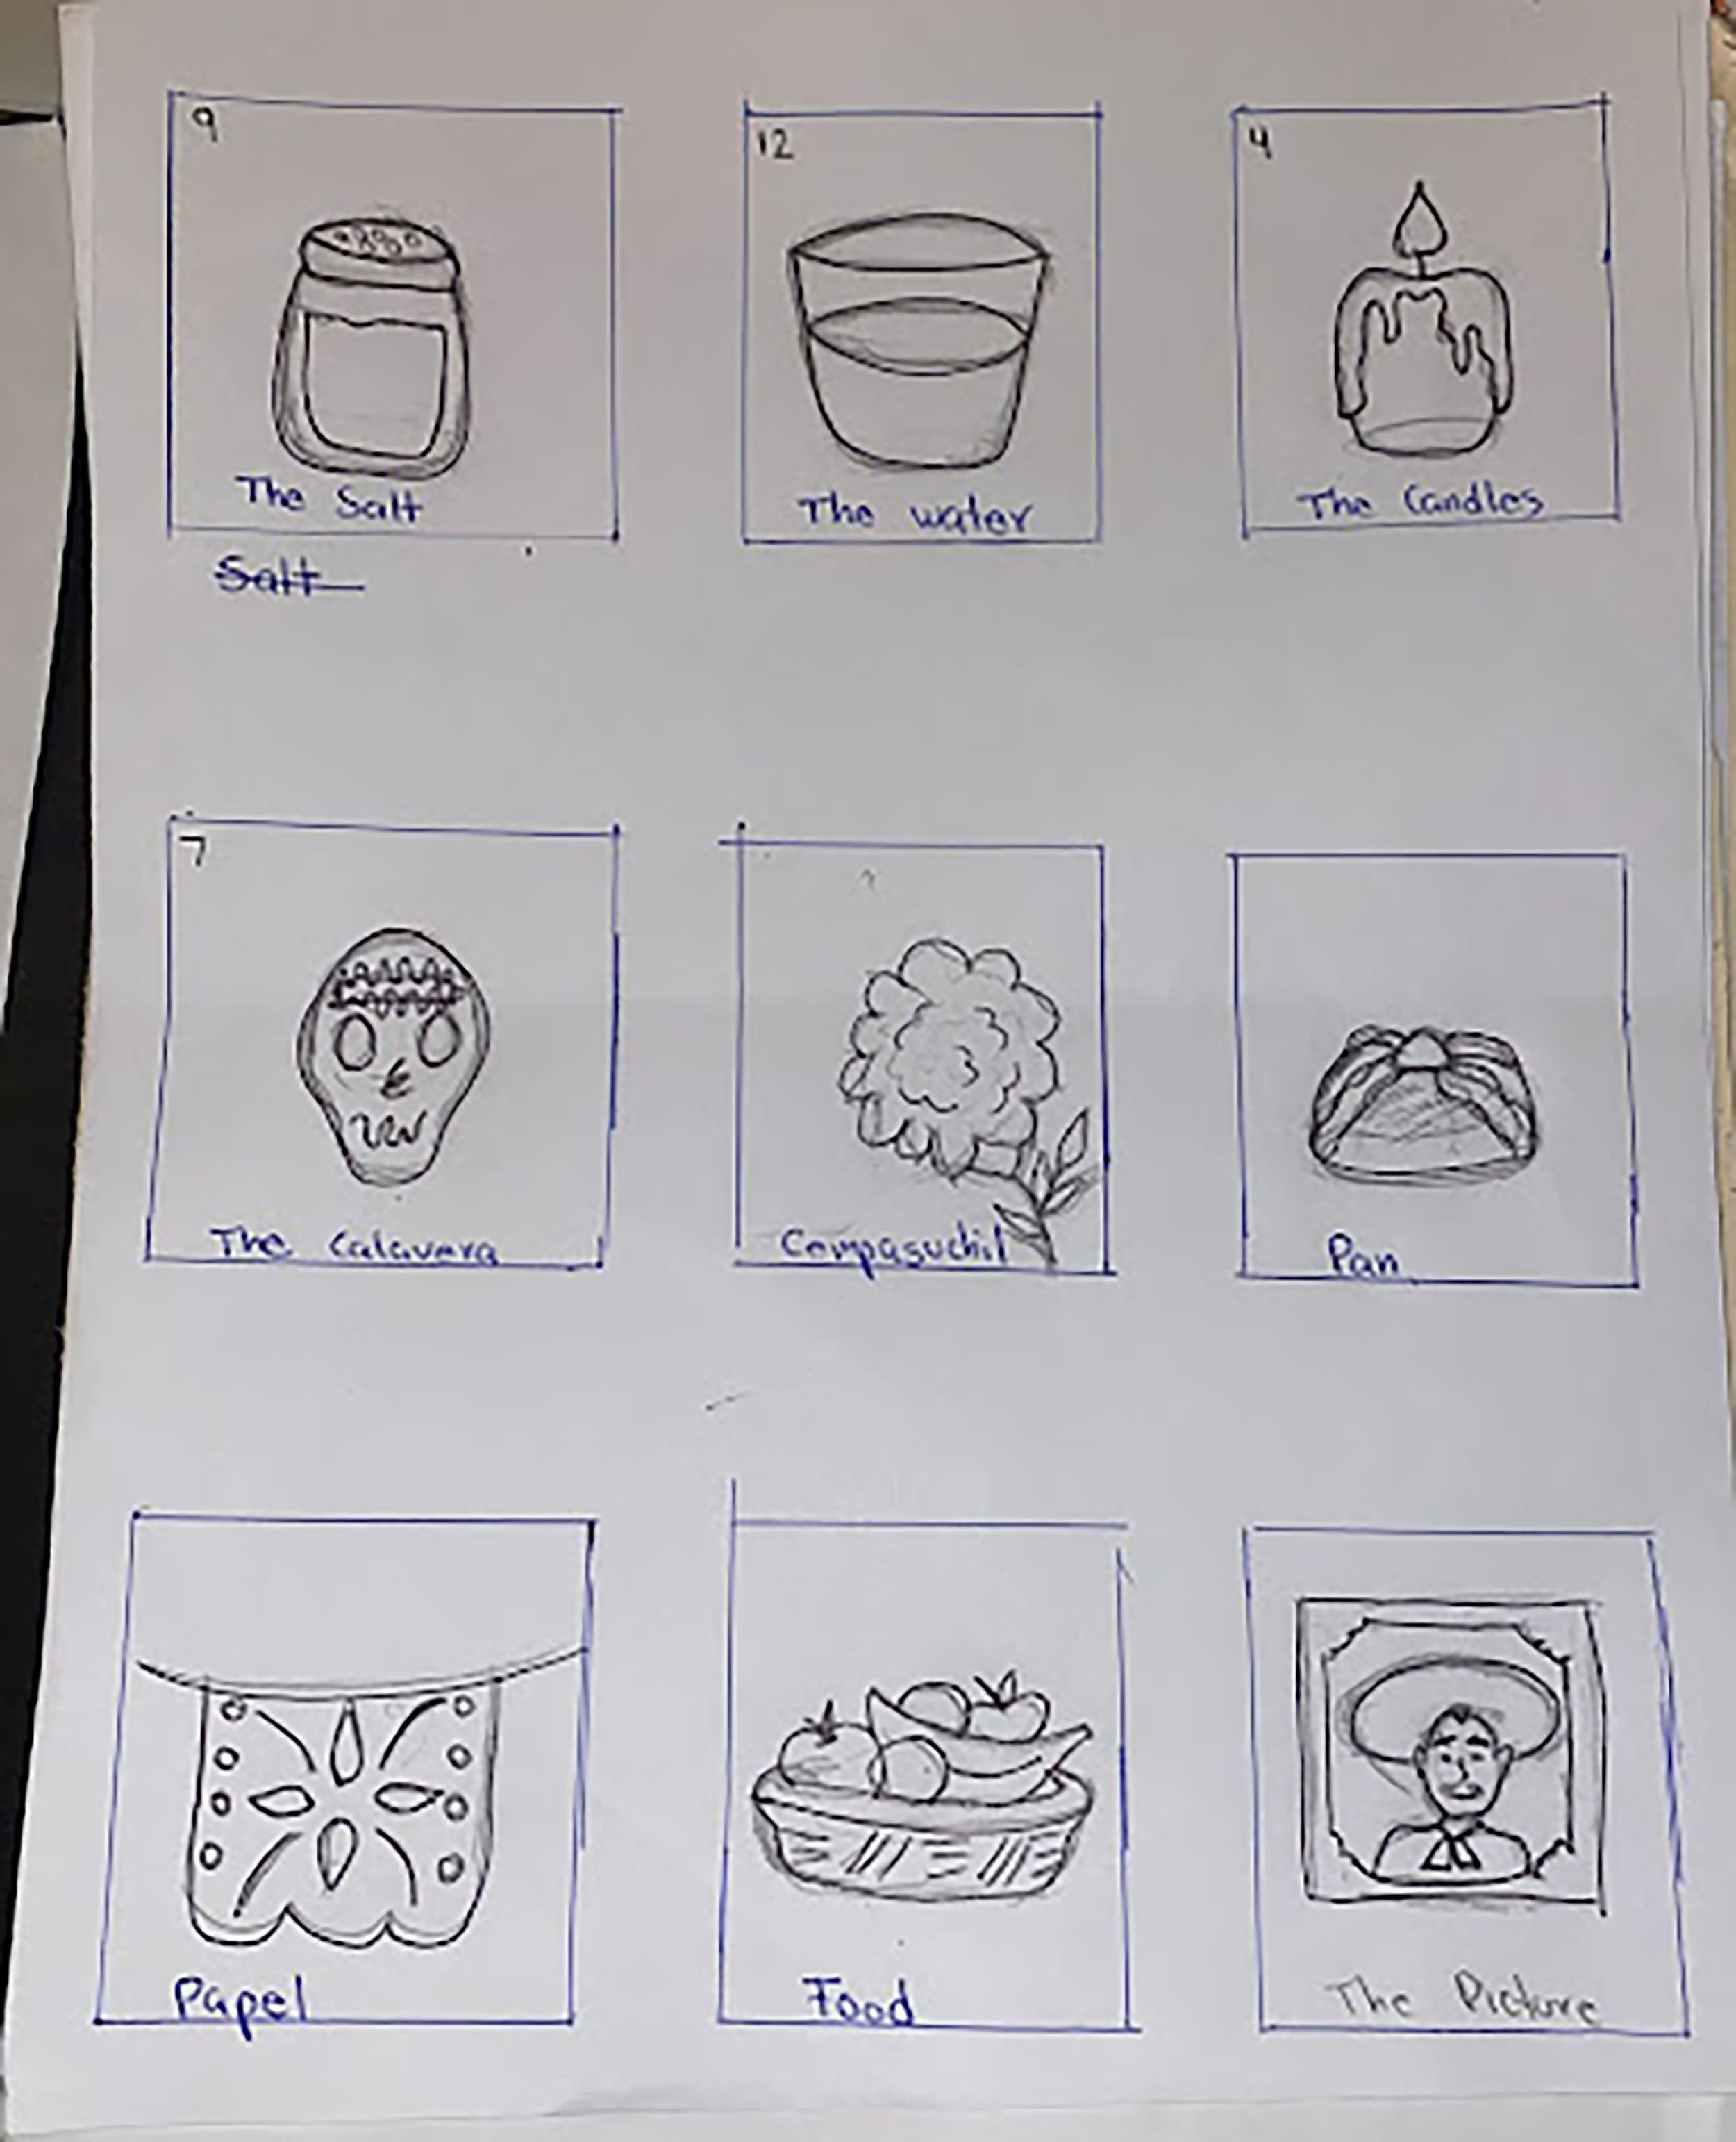 9
12
4
The Salt
The water
The Candles
Salt
7
The Calavera
Cempasuchil
Pan
Papel
Food
The Picture